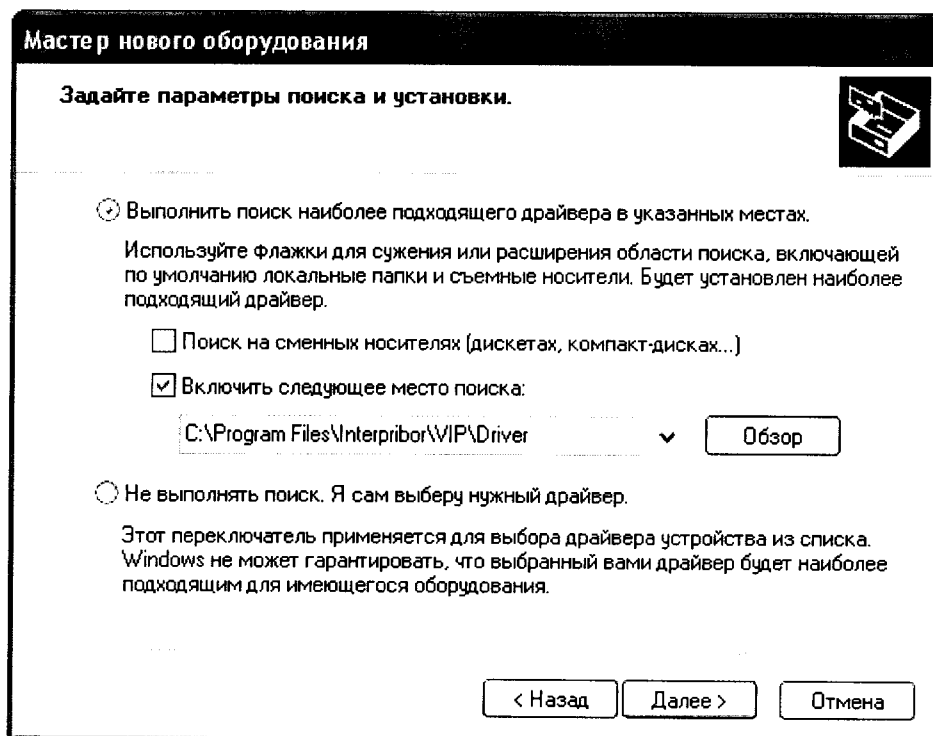 Мастер нового оборудования
Задайте параметры поиска и установки.
Выполнить поиск наиболее подходящего драйвера в указанных местах.
Используйте флажки для сужения или расширения области поиска, включающей
по умолчанию локальные папки и съемные носители. Будет установлен наиболее
подходящий драйвер.
Поиск на сменных носителях (дискетах, компакт-дисках...)
Включить следующее место поиска:
C:\Program Files\Interpribor\VIP\Driver
Обзор
Не выполнять поиск. Я сам выберу нужный драйвер.
Этот переключатель применяется для выбора драйвера устройства из списка.
Windows не может гарантировать, что выбранный вами драйвер будет наиболее
подходящим для имеющегося оборудования.
< Назад Далее > Отмена